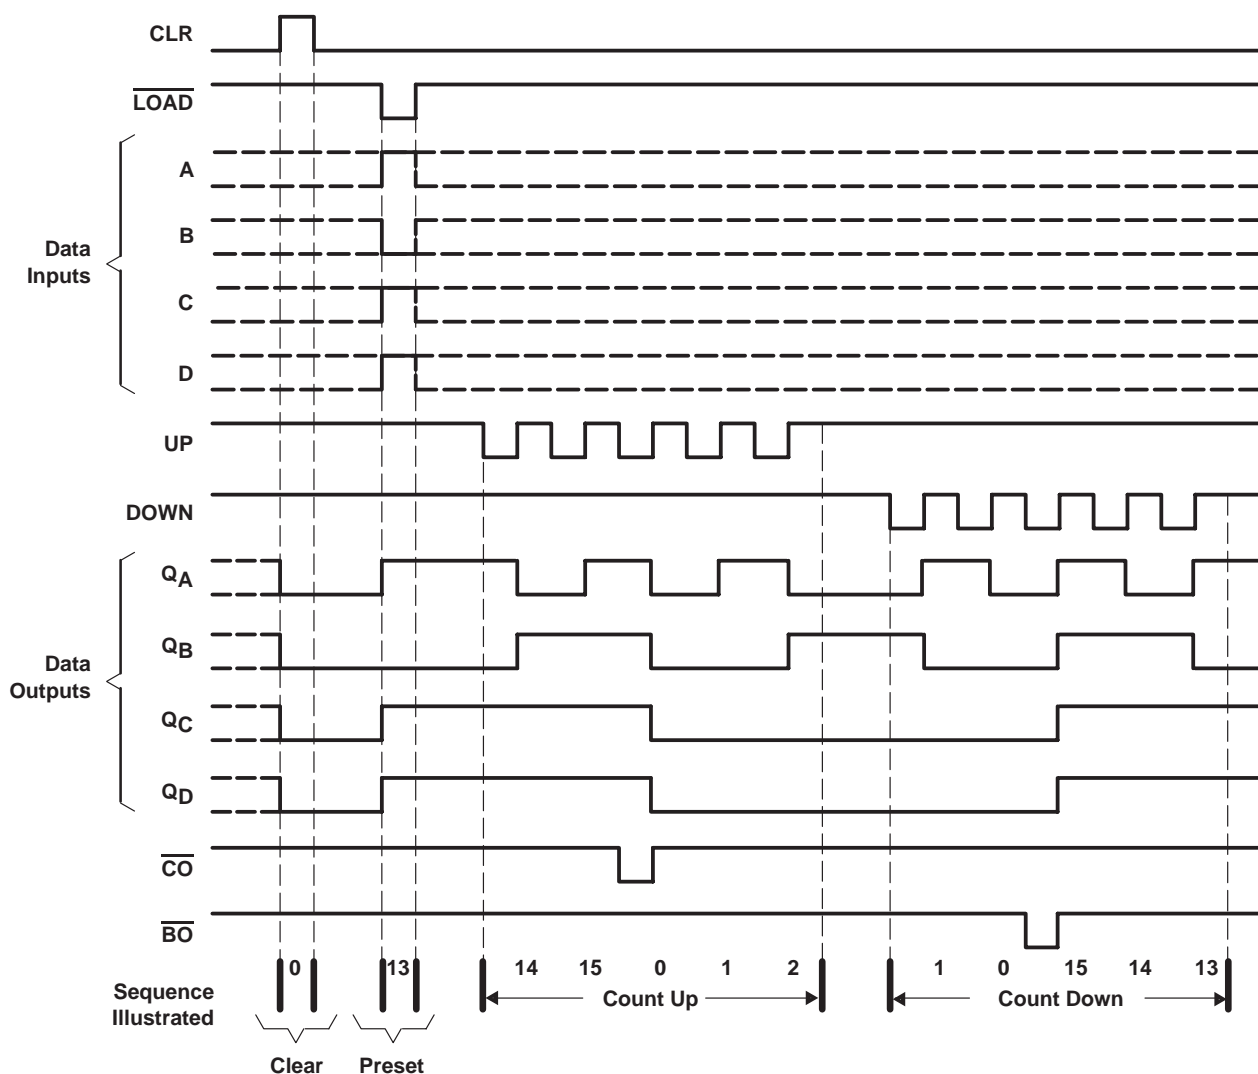 CLR
LOAD
A
B
C
D
Data
Inputs
UP
DOWN
QA
QB
QC
QD
Data
Outputs
CO
BO
0 13 14 15 0 1 2 1 0 15 14 13
Sequence
Illustrated
Count Up Count Down
Clear Preset